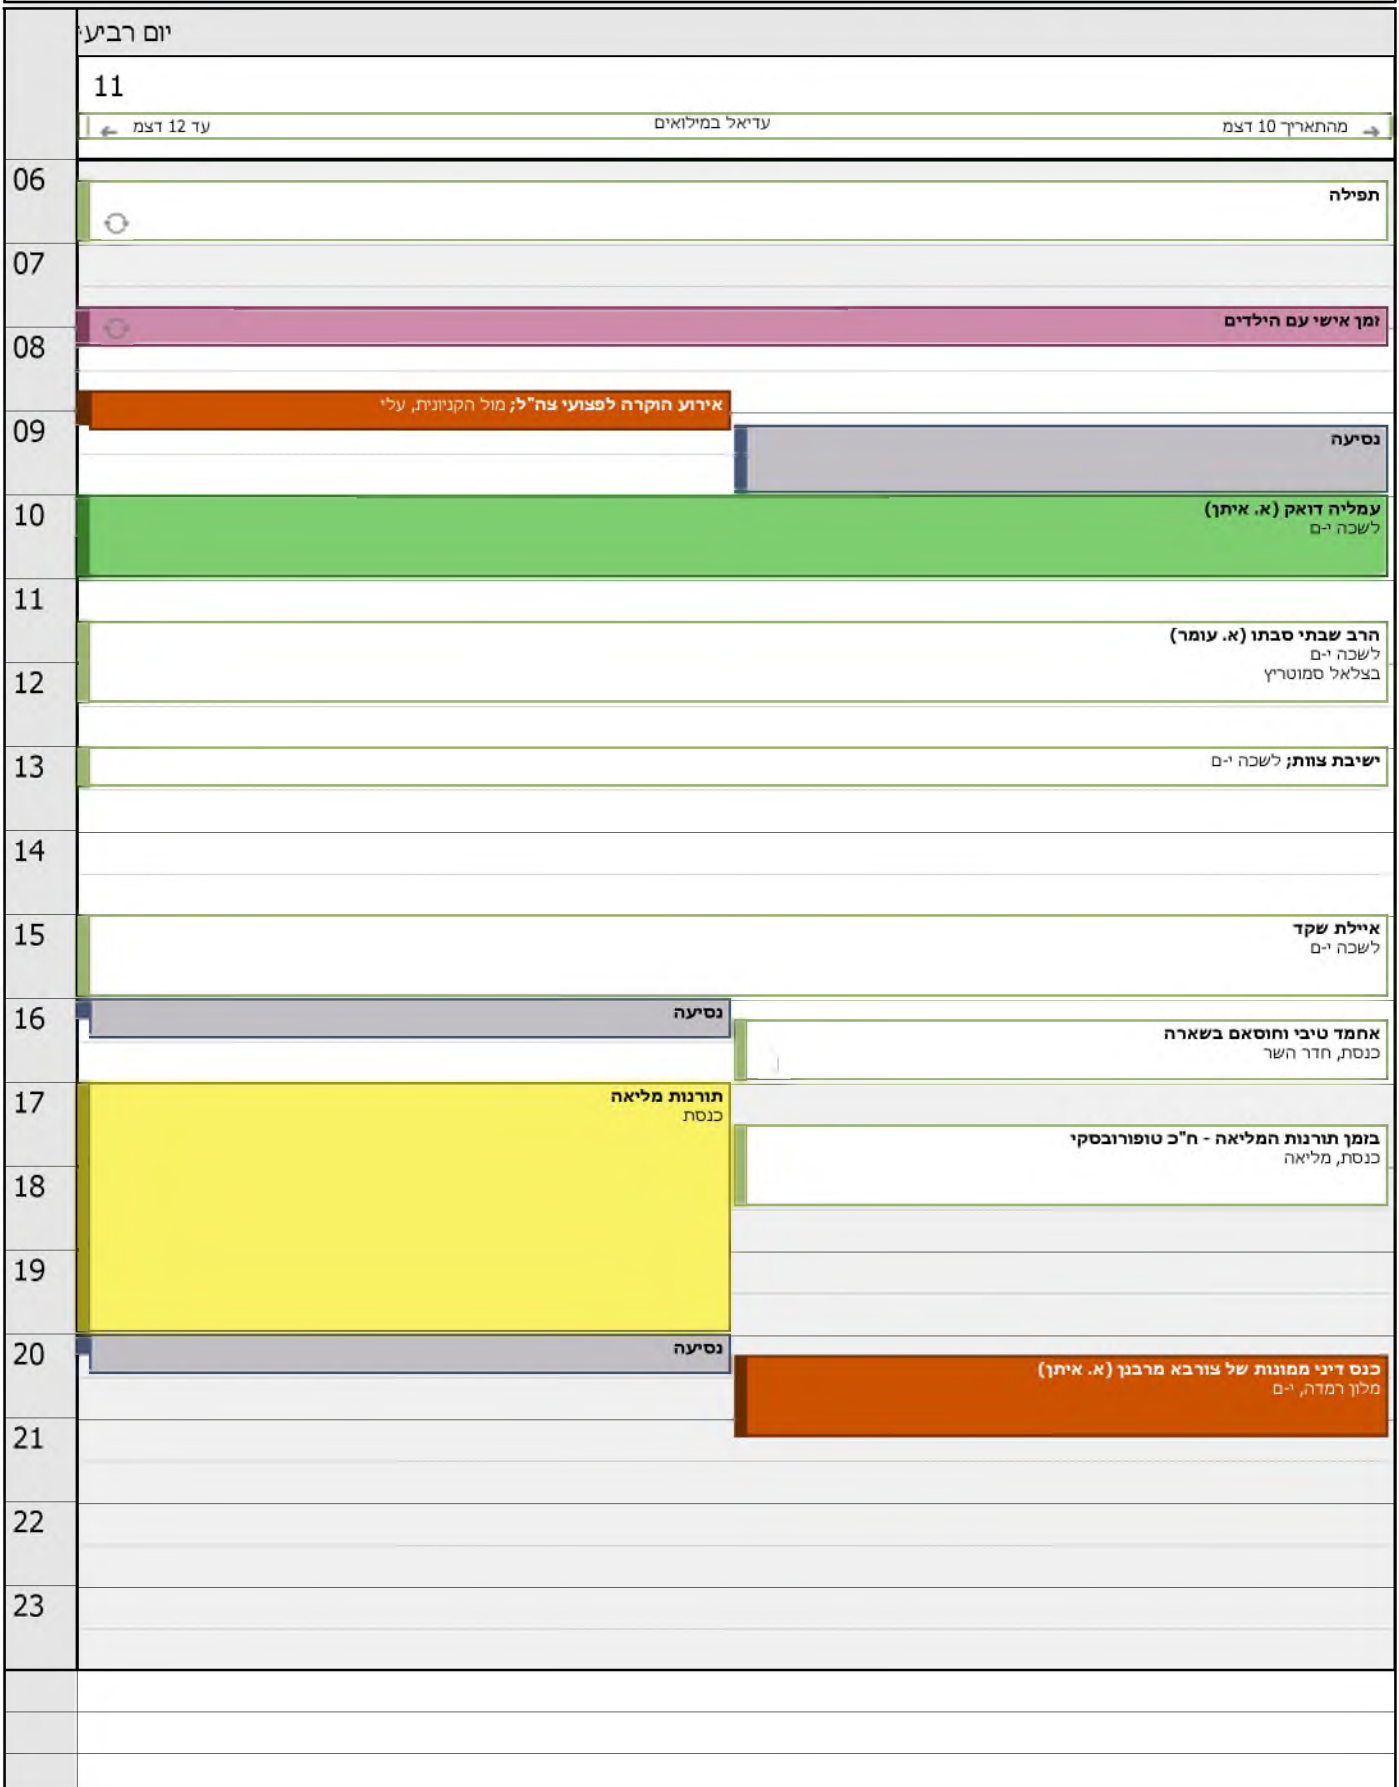 יום רביעי
11
מהתאריך 10 דצמ
עדיאל במילואים
עד 12 דצמ
06
תפילה
07
זמן אישי עם הילדים
08
אירוע הוקרה לפצועי צה"ל; מול הקניונית, עלי
09
נסיעה
10
עמליה דואק (א. איתן)
לשכה י-ם
11
הרב שבתי סבתו (א. עומר)
לשכה י-ם
בצלאל סמוטריץ
12
13
ישיבת צוות; לשכה י-ם
14
15
איילת שקד
לשכה י-ם
16
נסיעה
אחמד טיבי וחוסאם בשארה
כנסת, חדר השר
17
תורנות מליאה
כנסת
בזמן תורנות המליאה - ח"כ טופורובסקי
כנסת, מליאה
18
19
20
נסיעה
כנס דיני ממונות של צורבא מרבנן (א. איתן)
מלון רמדה, י-ם
21
22
23